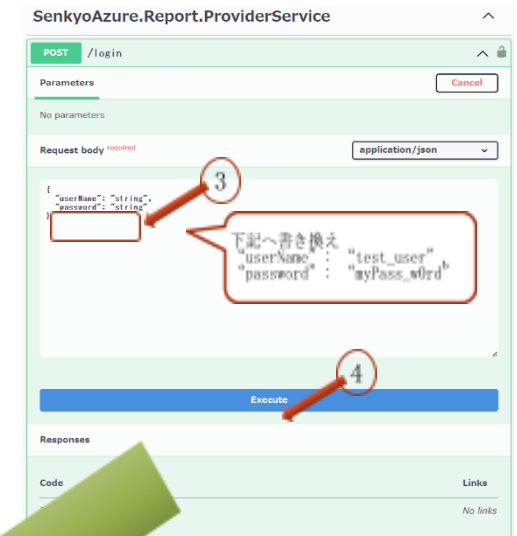 SenkyoAzure.Report.ProviderService
POST /login
Parameters
Cancel
No parameters
Request body required
application/json
{
"userName": "string",
"password": "string"
}
3
下記へ書き換え
"userName" : "test_user"
"password" : "myPass_w0rd"
4
Execute
Responses
Code
Links
No links